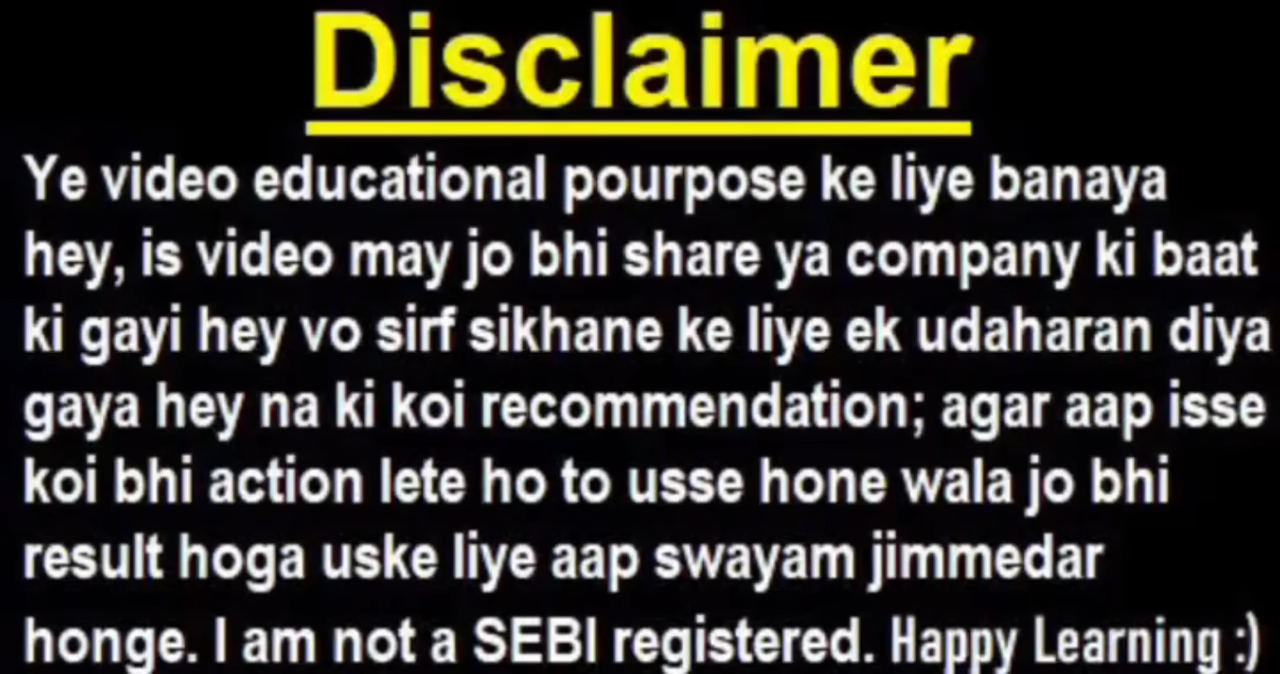 Disclaimer
Ye video educational pourpose ke liye banaya
hey, is video may jo bhi share ya company ki baat
ki gayi hey vo sirf sikhane ke liye ek udaharan diya
gaya hey na ki koi recommendation; agar aap isse
koi bhi action lete ho to usse hone wala jo bhi
result hoga uske liye aap swayam jimmedar
honge. I am not a SEBI registered. Happy Learning :)